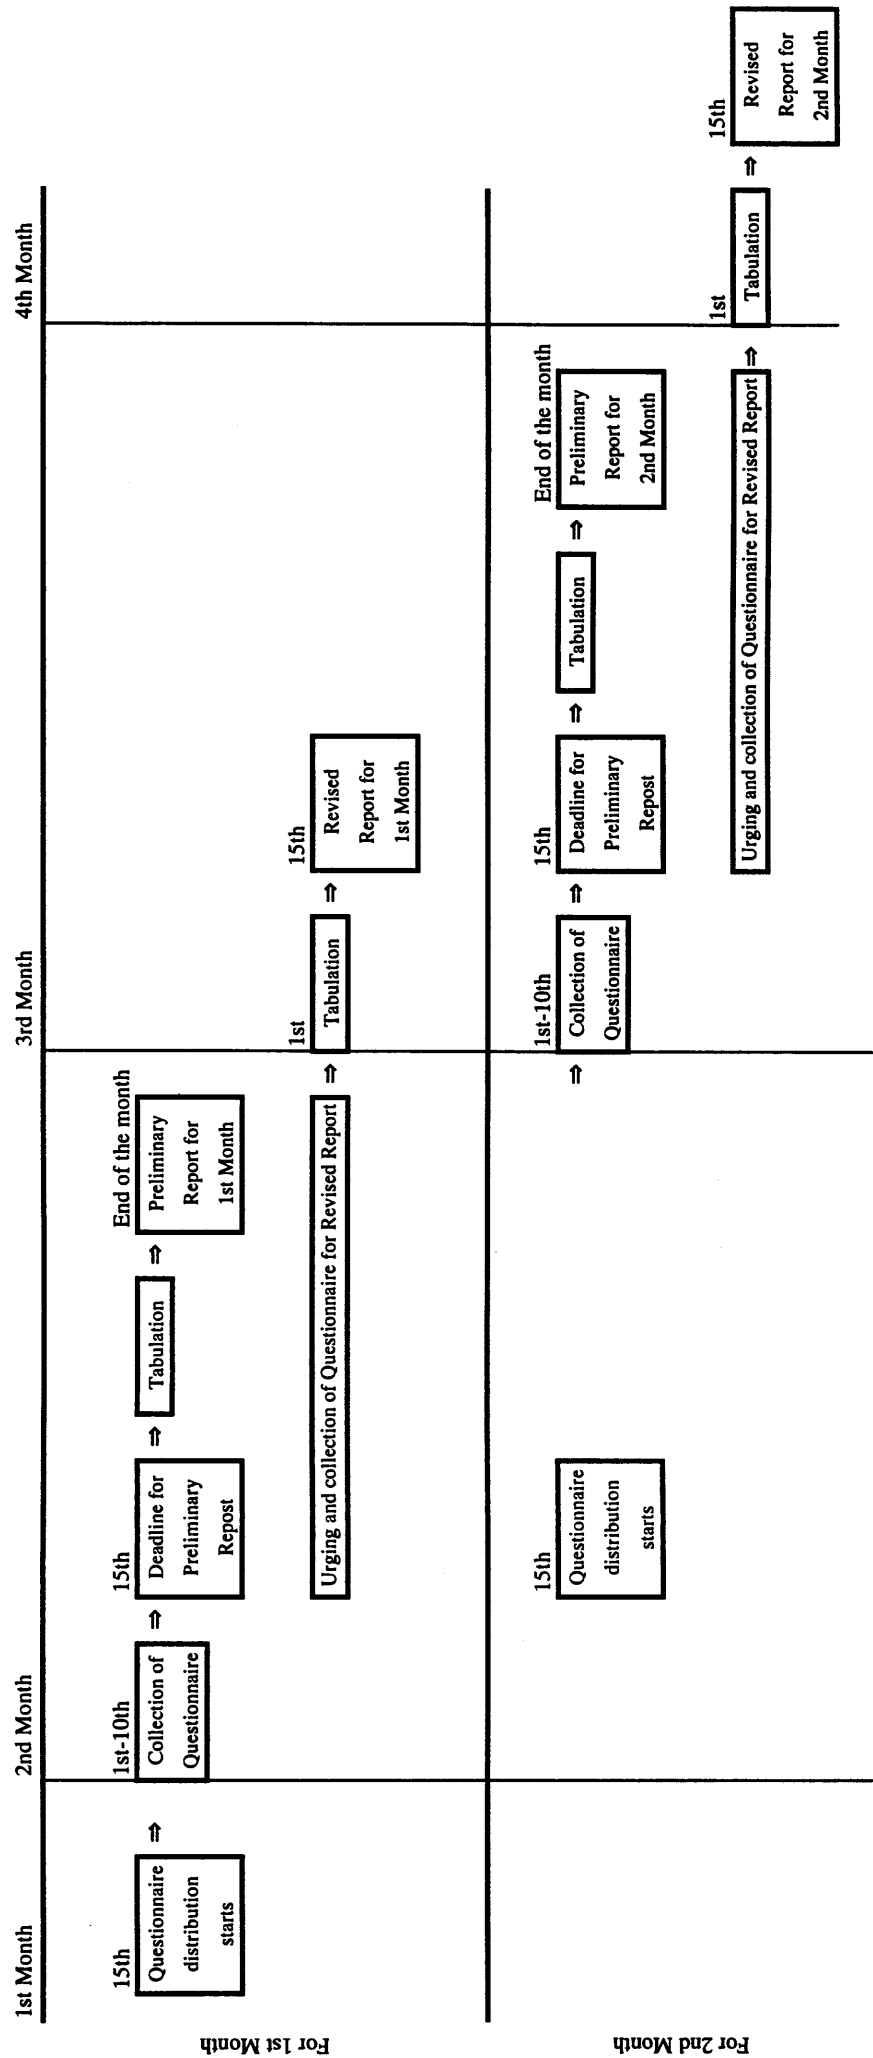 1st Month
2nd Month
3rd Month
4th Month
For 1st Month
15th
Questionnaire
distribution
starts
⇒
1st-10th
Collection of
Questionnaire
⇒
15th
Deadline for
Preliminary
Repost
⇒
Tabulation
⇒
End of the month
Preliminary
Report for
1st Month
Urging and collection of Questionnaire for Revised Report
⇒
1st
Tabulation
⇒
15th
Revised
Report for
1st Month
For 2nd Month
15th
Questionnaire
distribution
starts
⇒
1st-10th
Collection of
Questionnaire
⇒
15th
Deadline for
Preliminary
Repost
⇒
Tabulation
⇒
End of the month
Preliminary
Report for
2nd Month
Urging and collection of Questionnaire for Revised Report
⇒
1st
Tabulation
⇒
15th
Revised
Report for
2nd Month